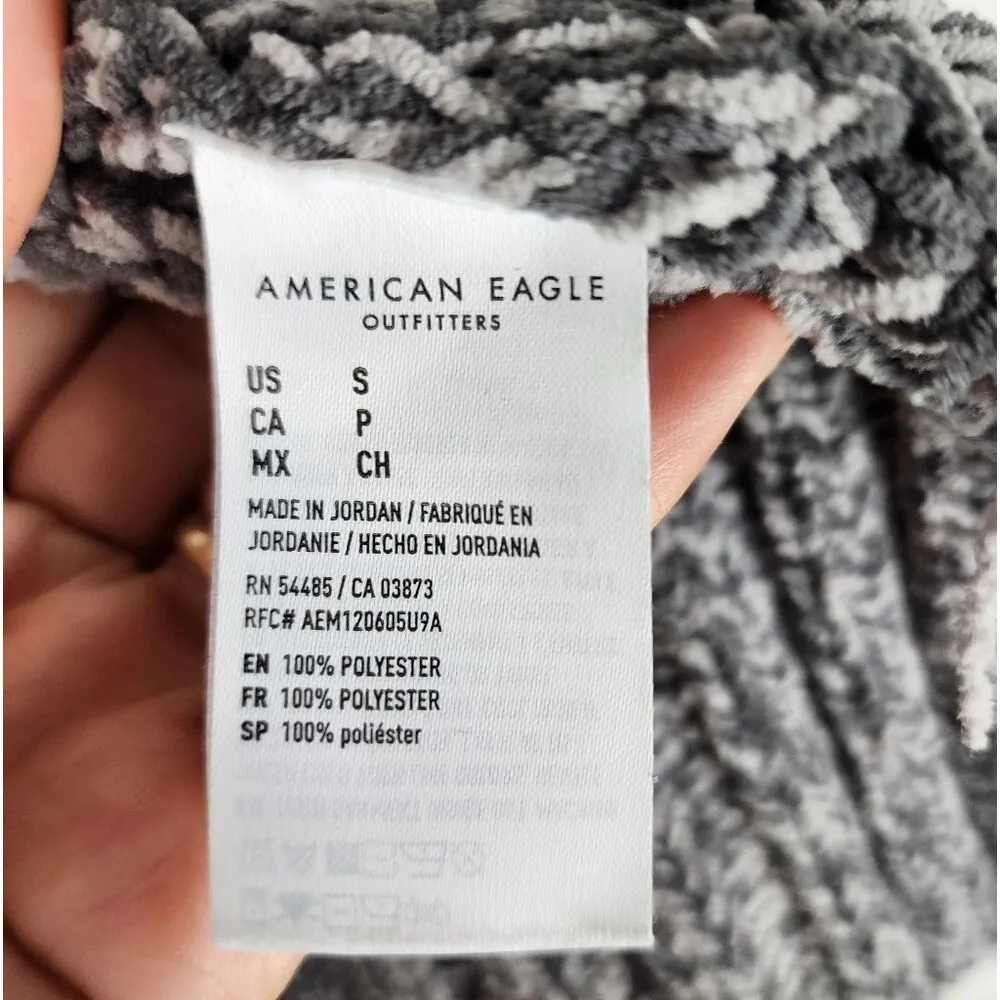 AMERICAN EAGLE
OUTFITTERS
US S
CA P
MX CH
MADE IN JORDAN / FABRIQUÉ EN
JORDANIE / HECHO EN JORDANIA
RN 54485 / CA 03873
RFC# AEM120605U9A
EN 100% POLYESTER
FR 100% POLYESTER
SP 100% poliéster